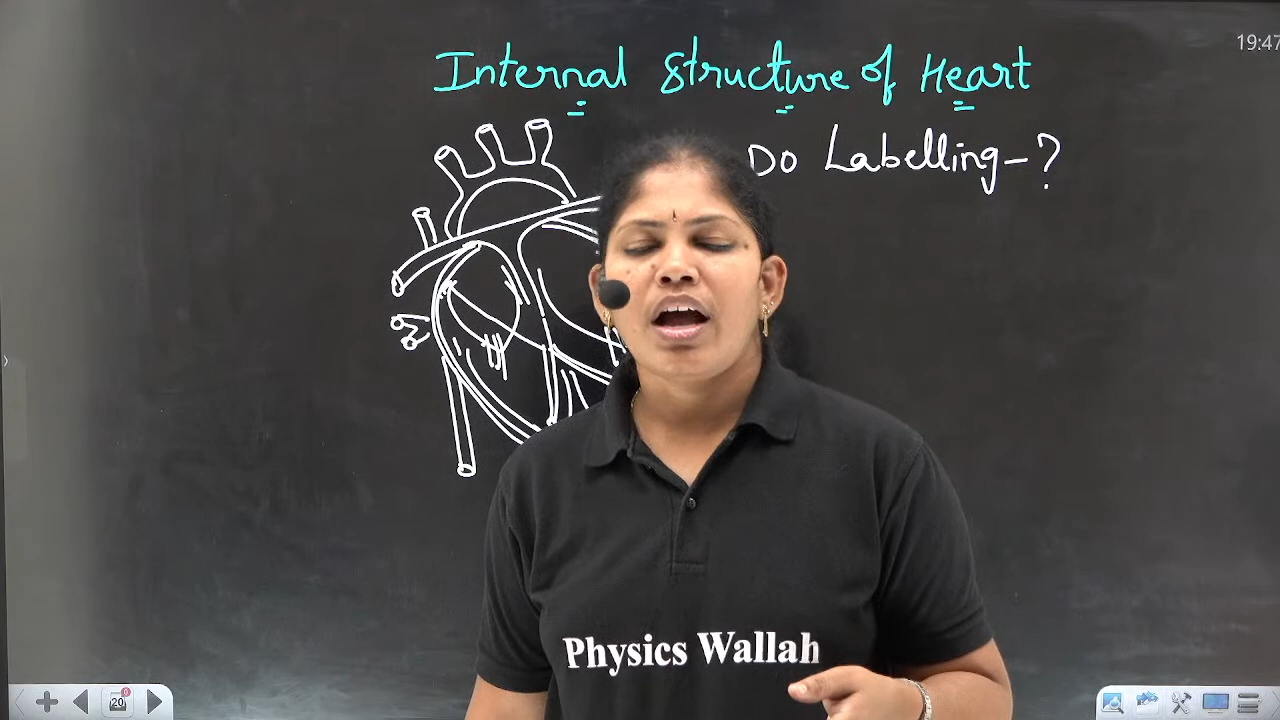 19:47
Internal Structure of Heart
Do Labelling-?
Physics Wallah
20